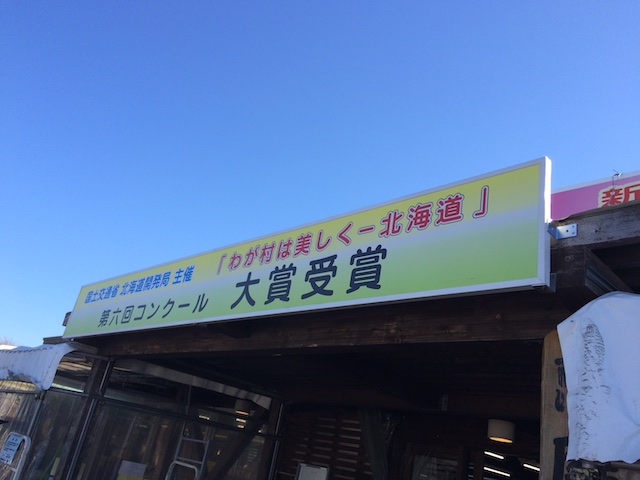 国土交通省 北海道開発局 主催 「わが村は美しく－北海道」
第六回コンクール 大賞受賞
新